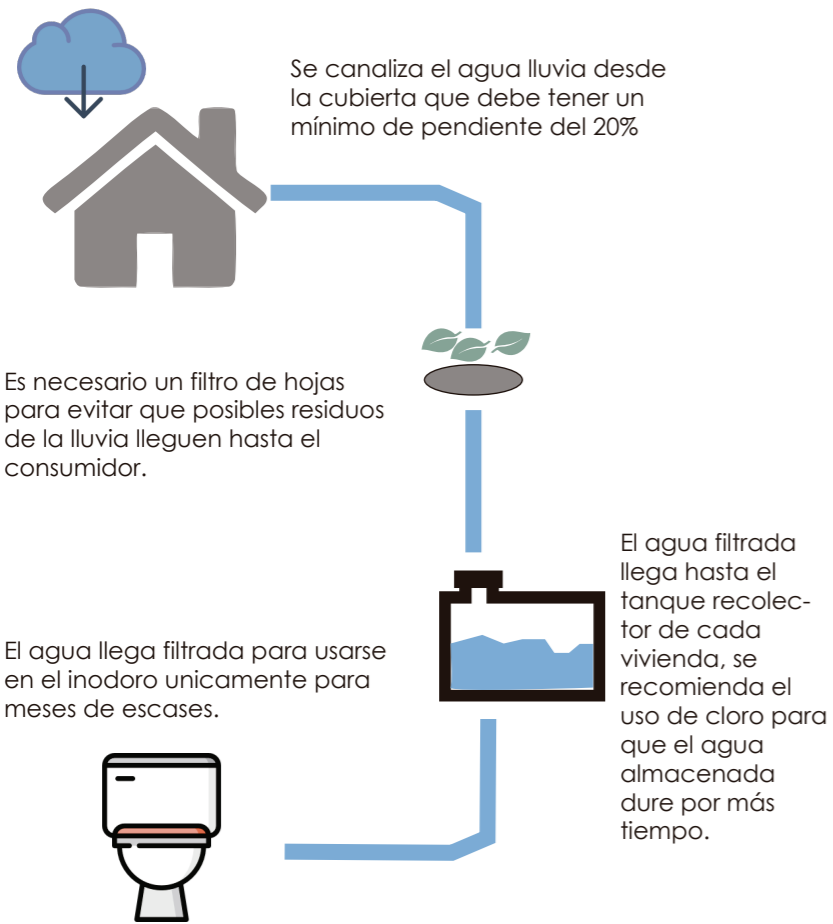 Se canaliza el agua lluvia desde
la cubierta que debe tener un
mínimo de pendiente del 20%
Es necesario un filtro de hojas
para evitar que posibles residuos
de la lluvia lleguen hasta el
consumidor.
El agua filtrada
llega hasta el
tanque recolec-
tor de cada
vivienda, se
recomienda el
uso de cloro para
que el agua
almacenada
dure por más
tiempo.
El agua llega filtrada para usarse
en el inodoro unicamente para
meses de escases.